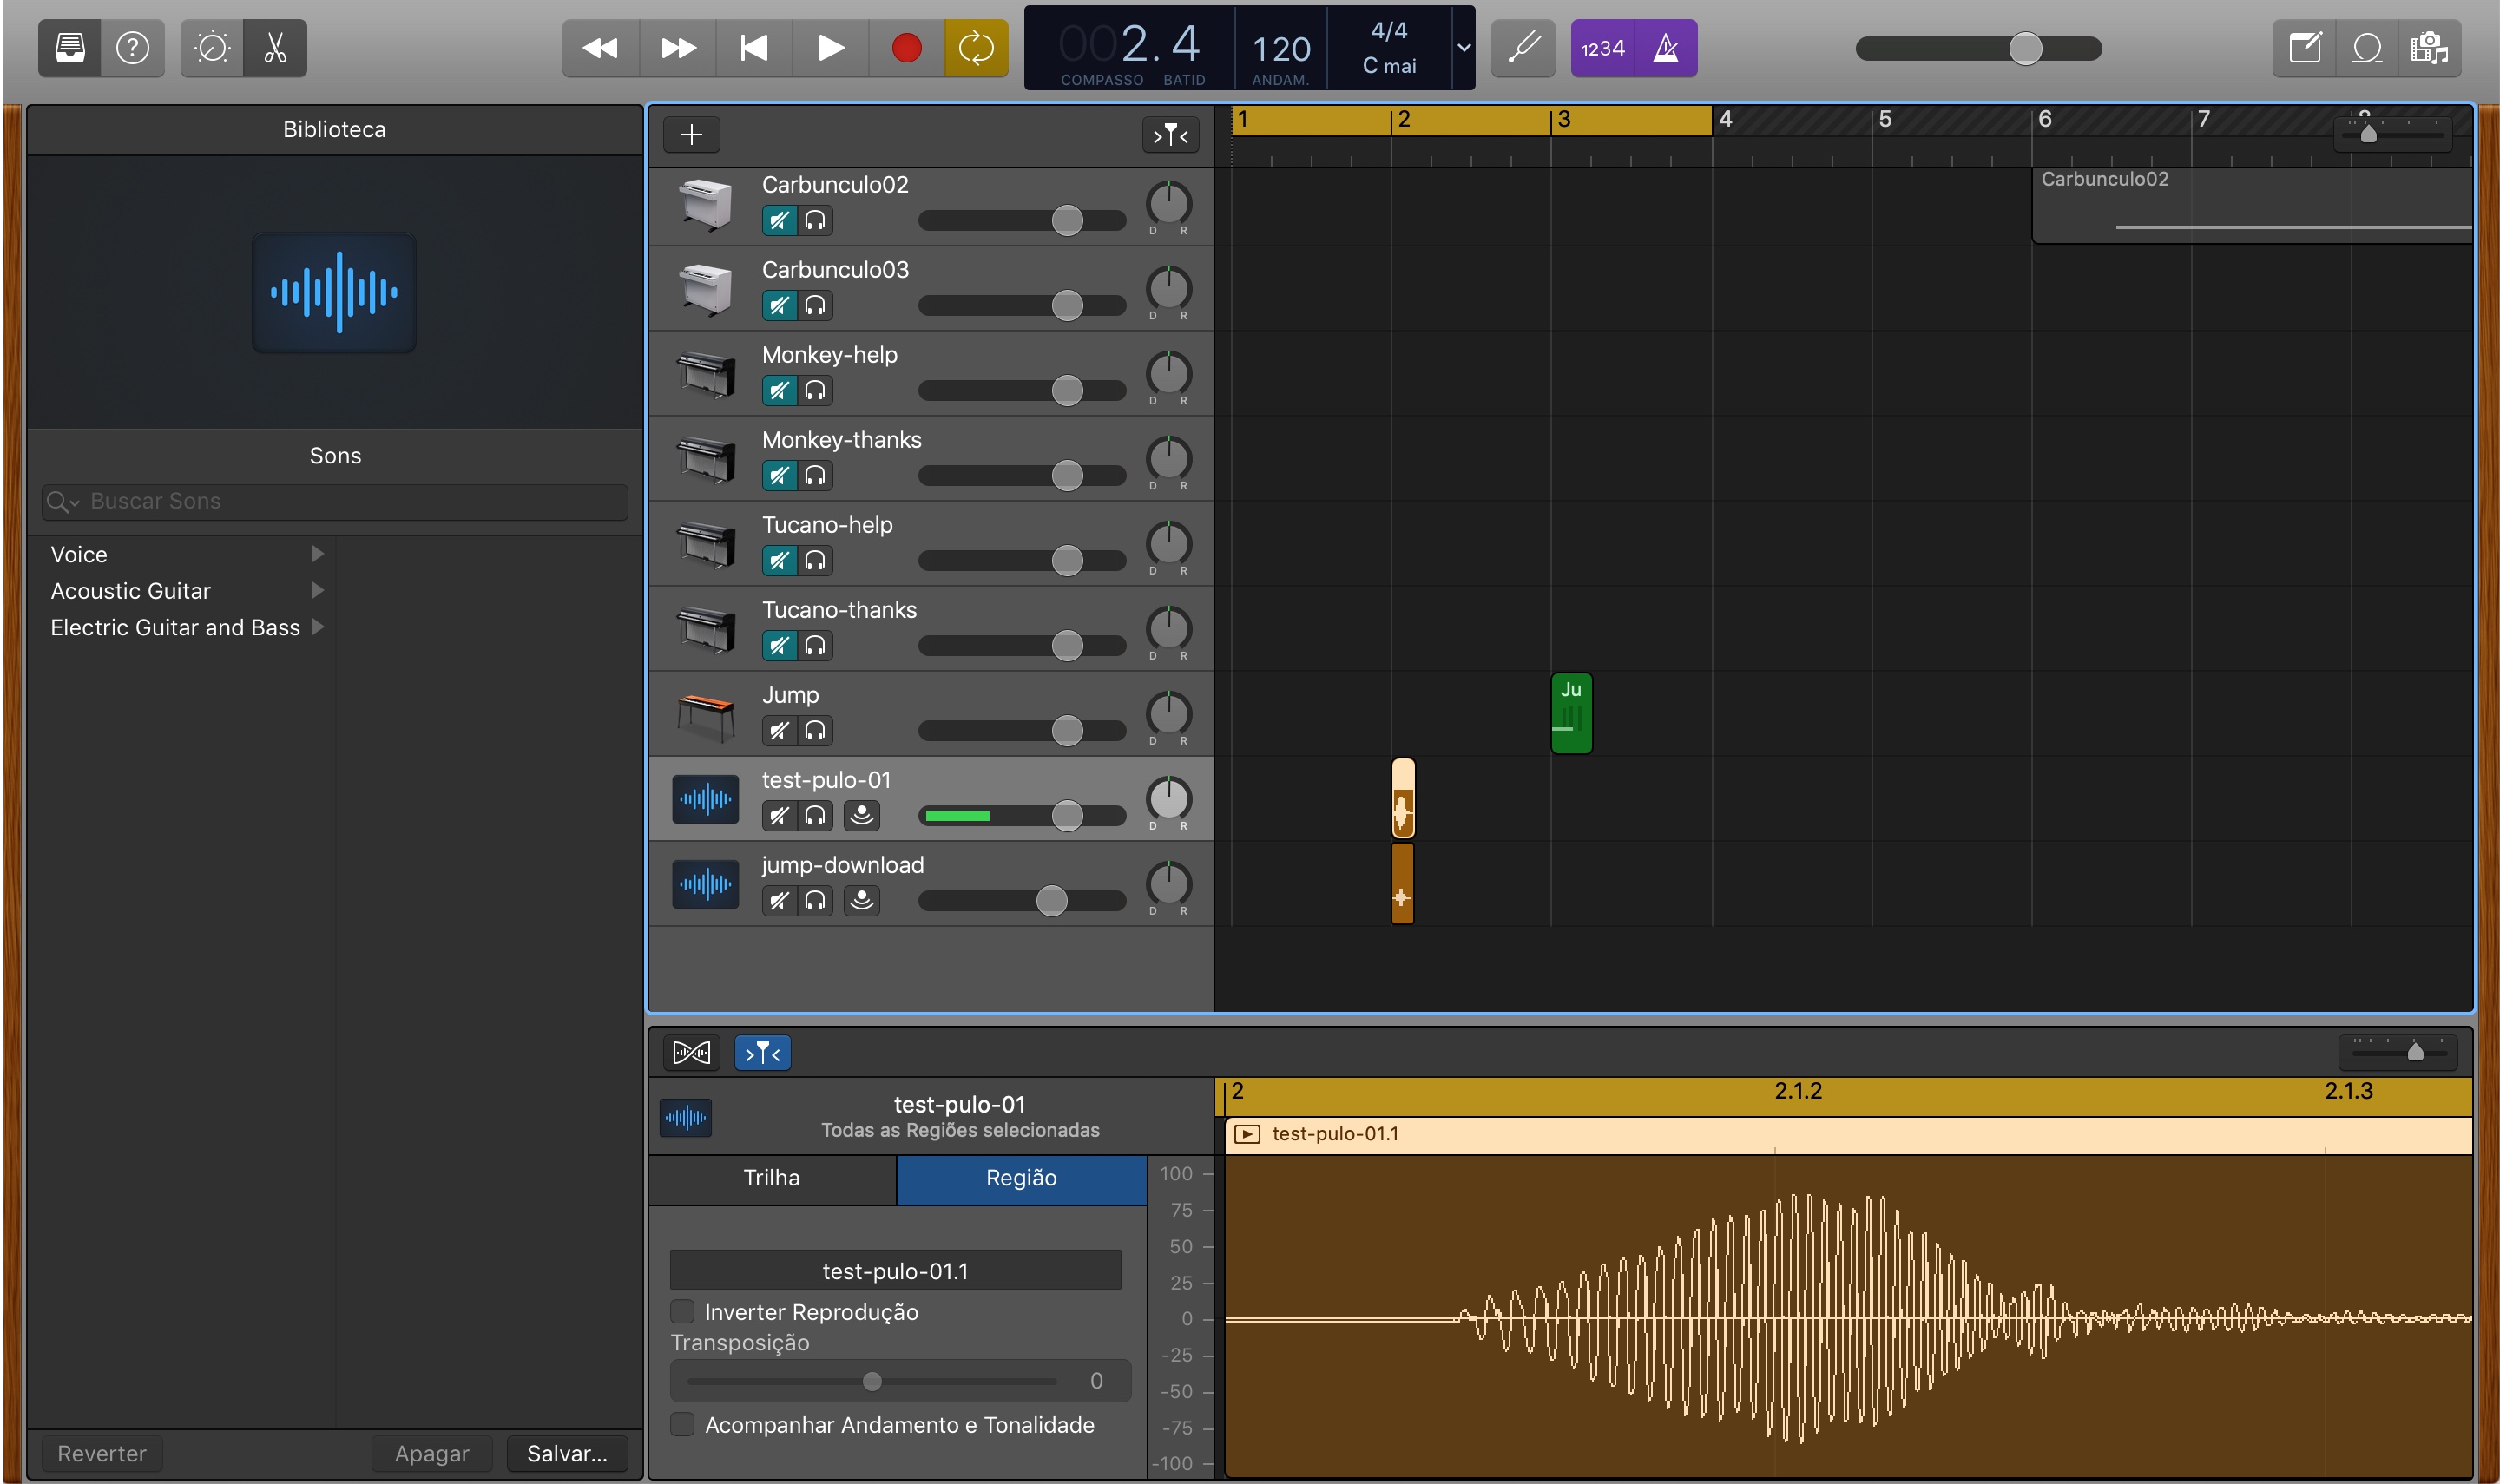 1234
002.4
COMPASSO BATID
120
ANDAM.
4/4
C mai
Biblioteca
Sons
Buscar Sons
Voice
Acoustic Guitar
Electric Guitar and Bass
Reverter
Apagar
Salvar...
1 2 3 4 5 6 7
Carbunculo02
D R
Carbunculo02
Carbunculo03
D R
Monkey-help
D R
Monkey-thanks
D R
Tucano-help
D R
Tucano-thanks
D R
Jump
D R
Ju
test-pulo-01
D R
jump-download
D R
test-pulo-01
Todas as Regiões selecionadas
Trilha
Região
test-pulo-01.1
Inverter Reprodução
Transposição
0
Acompanhar Andamento e Tonalidade
2 2.1.2 2.1.3
test-pulo-01.1
100
75
50
25
0
-25
-50
-75
-100